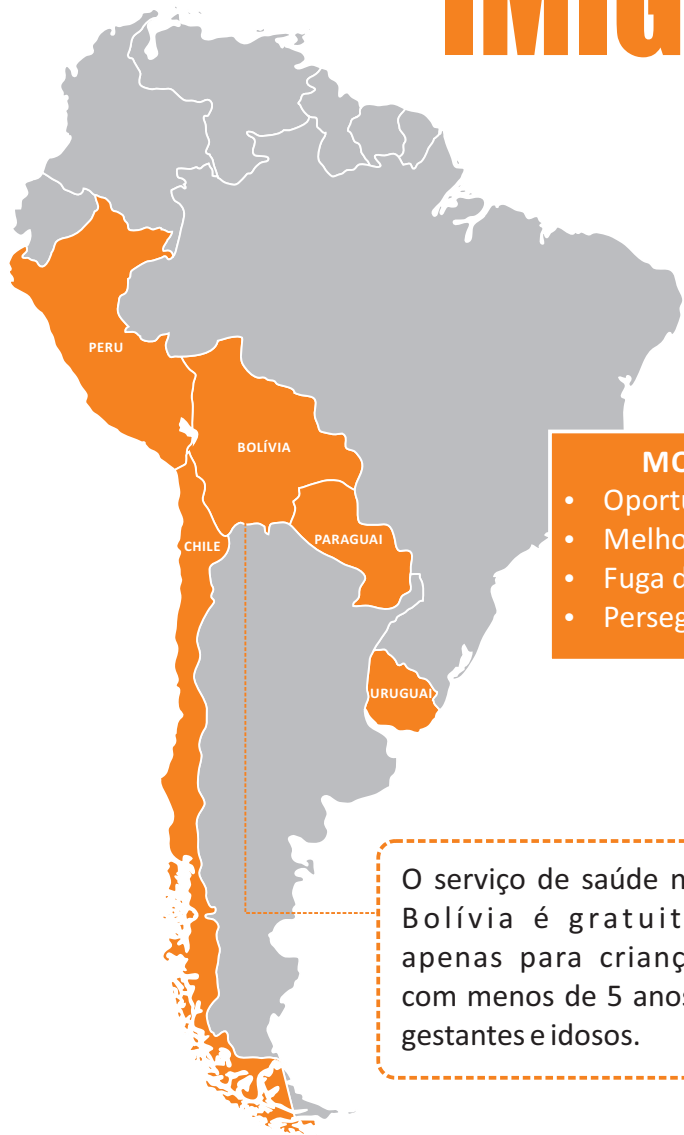 IMIG
PERU
BOLÍVIA
CHILE
PARAGUAI
URUGUAI
MO
• Oportu
• Melho
• Fuga d
• Perseg
O serviço de saúde n
Bolívia é gratuit
apenas para crianç
com menos de 5 anos
gestantes e idosos.